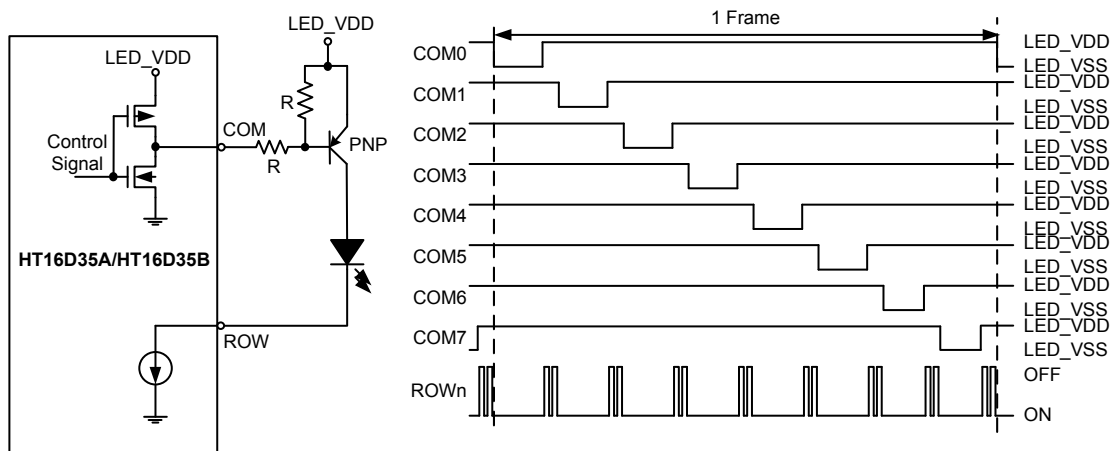 LED_VDD
LED_VDD
R
COM
R
PNP
Control
Signal
HT16D35A/HT16D35B
ROW
1 Frame
COM0
LED_VDD
LED_VSS
COM1
LED_VDD
LED_VSS
COM2
LED_VDD
LED_VSS
COM3
LED_VDD
LED_VSS
COM4
LED_VDD
LED_VSS
COM5
LED_VDD
LED_VSS
COM6
LED_VDD
LED_VSS
COM7
LED_VDD
LED_VSS
ROWn
OFF
ON